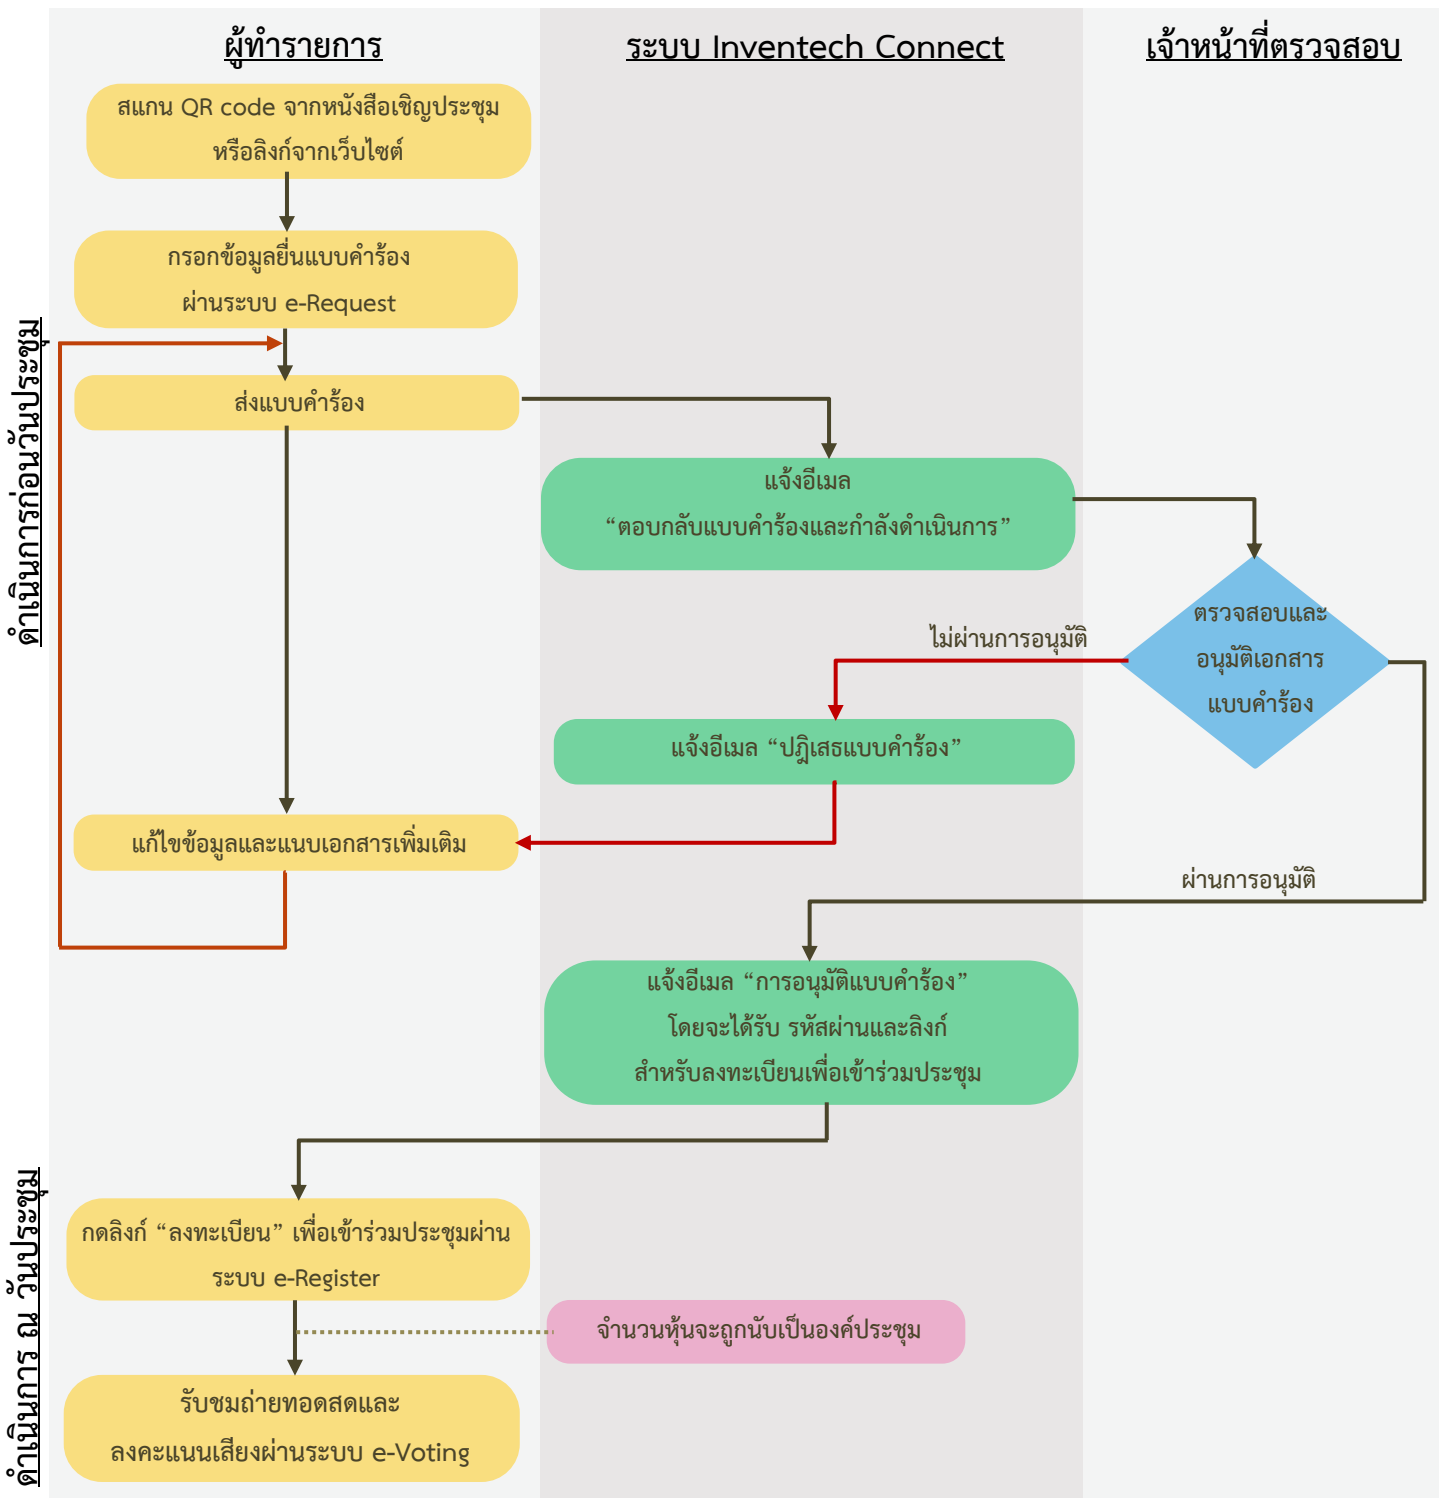 ผู้ทำรายการ
ระบบ Inventech Connect
เจ้าหน้าที่ตรวจสอบ
ดำเนินการก่อนวันประชุม
สแกน QR code จากหนังสือเชิญประชุม
หรือลิงก์จากเว็บไซต์
กรอกข้อมูลยื่นแบบคำร้อง
ผ่านระบบ e-Request
ส่งแบบคำร้อง
แจ้งอีเมล
“ตอบกลับแบบคำร้องและกำลังดำเนินการ”
ตรวจสอบและ
อนุมัติเอกสาร
แบบคำร้อง
ไม่ผ่านการอนุมัติ
แจ้งอีเมล “ปฎิเสธแบบคำร้อง”
แก้ไขข้อมูลและแนบเอกสารเพิ่มเติม
ผ่านการอนุมัติ
แจ้งอีเมล “การอนุมัติแบบคำร้อง”
โดยจะได้รับ รหัสผ่านและลิงก์
สำหรับลงทะเบียนเพื่อเข้าร่วมประชุม
ดำเนินการ ณ วันประชุม
กดลิงก์ “ลงทะเบียน” เพื่อเข้าร่วมประชุมผ่าน
ระบบ e-Register
จำนวนหุ้นจะถูกนับเป็นองค์ประชุม
รับชมถ่ายทอดสดและ
ลงคะแนนเสียงผ่านระบบ e-Voting